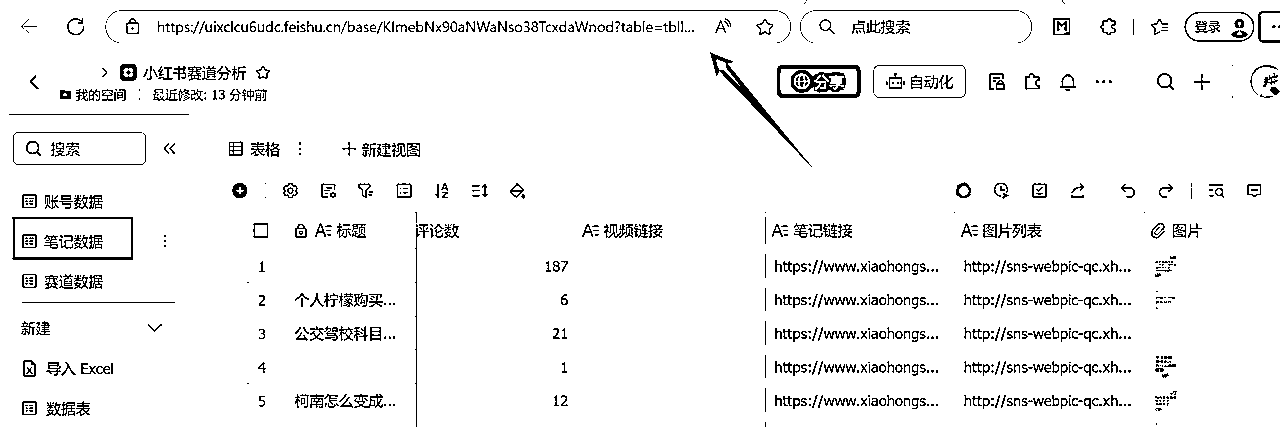 https://uixclcu6udc.feishu.cn/base/KlmebNx90aNWaNso38TcxdaWnod?table=tbll...
点此搜索
登录
小红书赛道分析
分享
自动化
我的空间 | 最近修改: 13 分钟前
搜索
表格
新建视图
账号数据
笔记数据
赛道数据
新建
导入 Excel
数据表
标题 评论数 视频链接 笔记链接 图片列表 图片
1 187 https://www.xiaohongs... http://sns-webpic-qc.xh...
2 个人柠檬购买... 6 https://www.xiaohongs... http://sns-webpic-qc.xh...
3 公交驾校科目... 21 https://www.xiaohongs... http://sns-webpic-qc.xh...
4 1 https://www.xiaohongs... http://sns-webpic-qc.xh...
5 柯南怎么变成... 12 https://www.xiaohongs... http://sns-webpic-qc.xh...